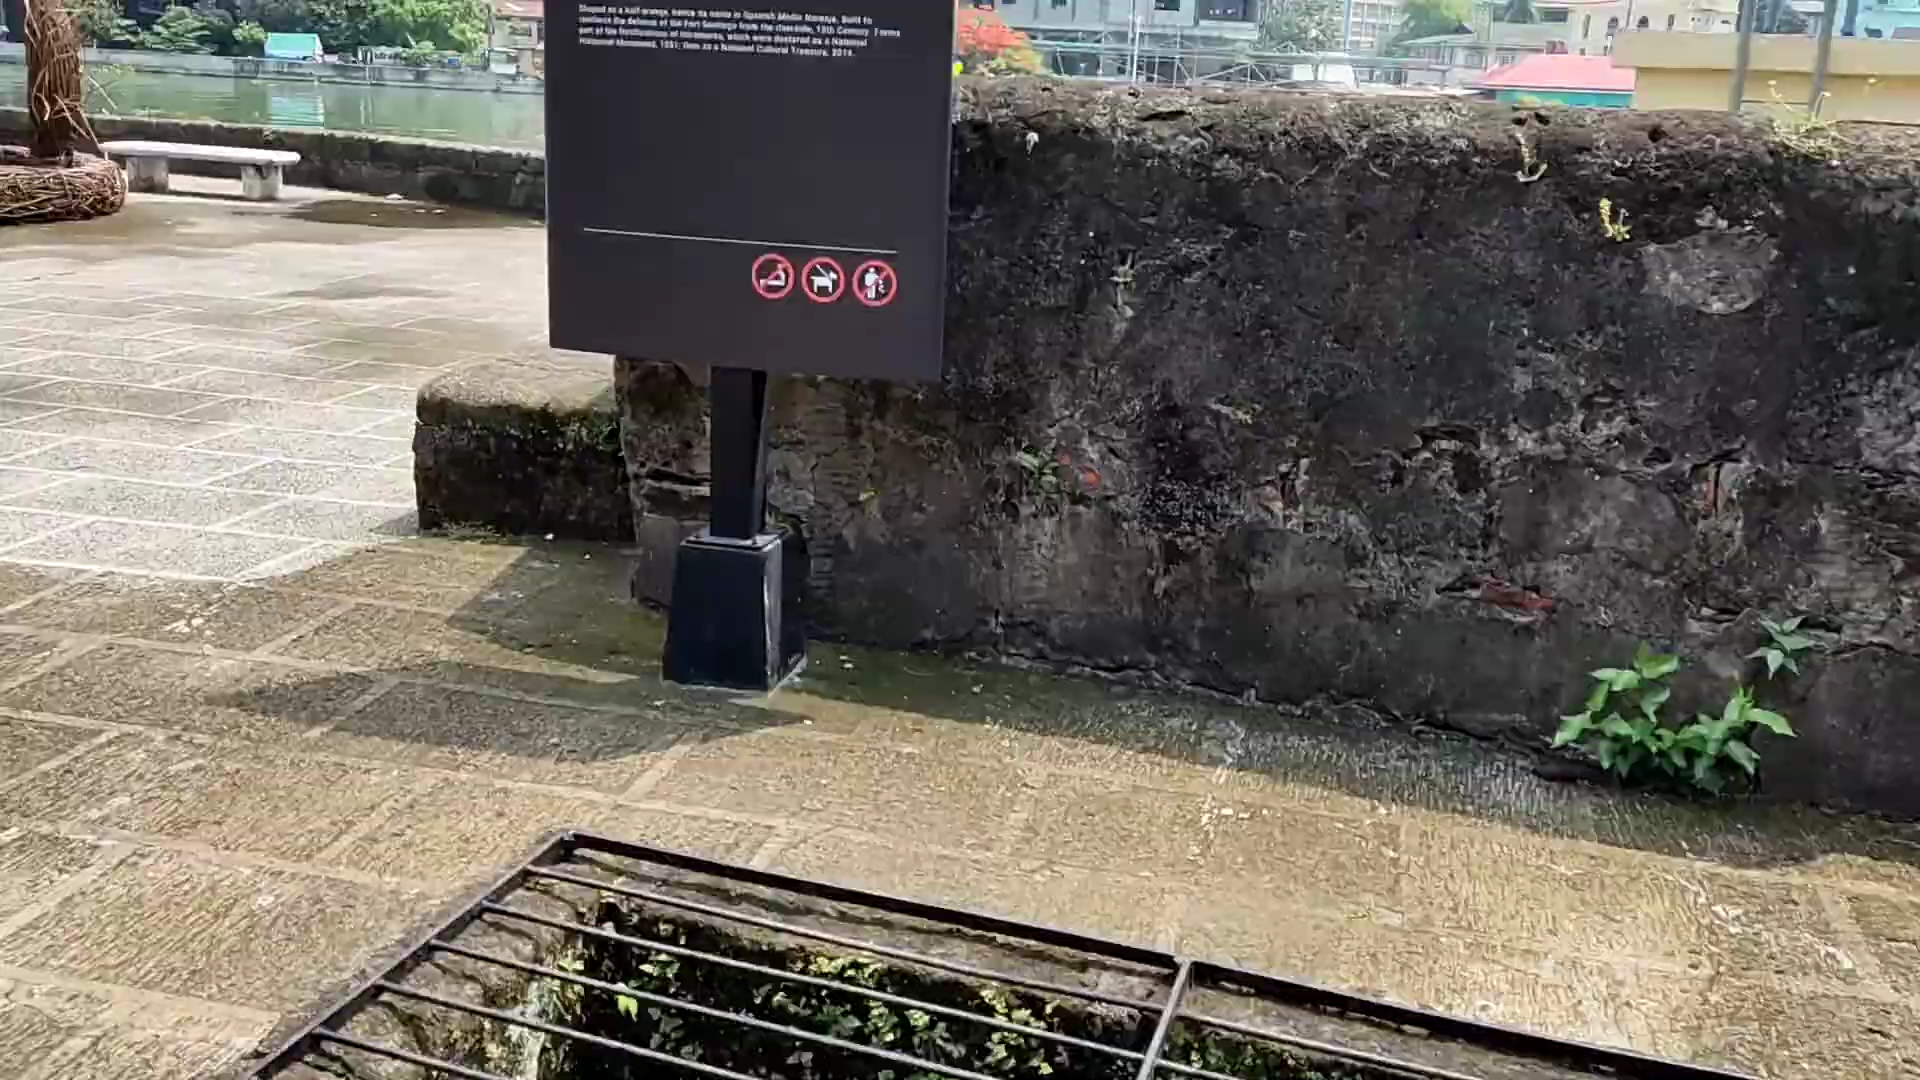 Shaped as a half-orange, hence its name in Spanish Media Naranja. Built to
reinforce the defense of the Fort Santiago from the riverside, 18th Century. Forms
part of the fortifications of Intramuros, which were declared as a National
Historical Monument, 1951; then as a National Cultural Treasure, 2014.